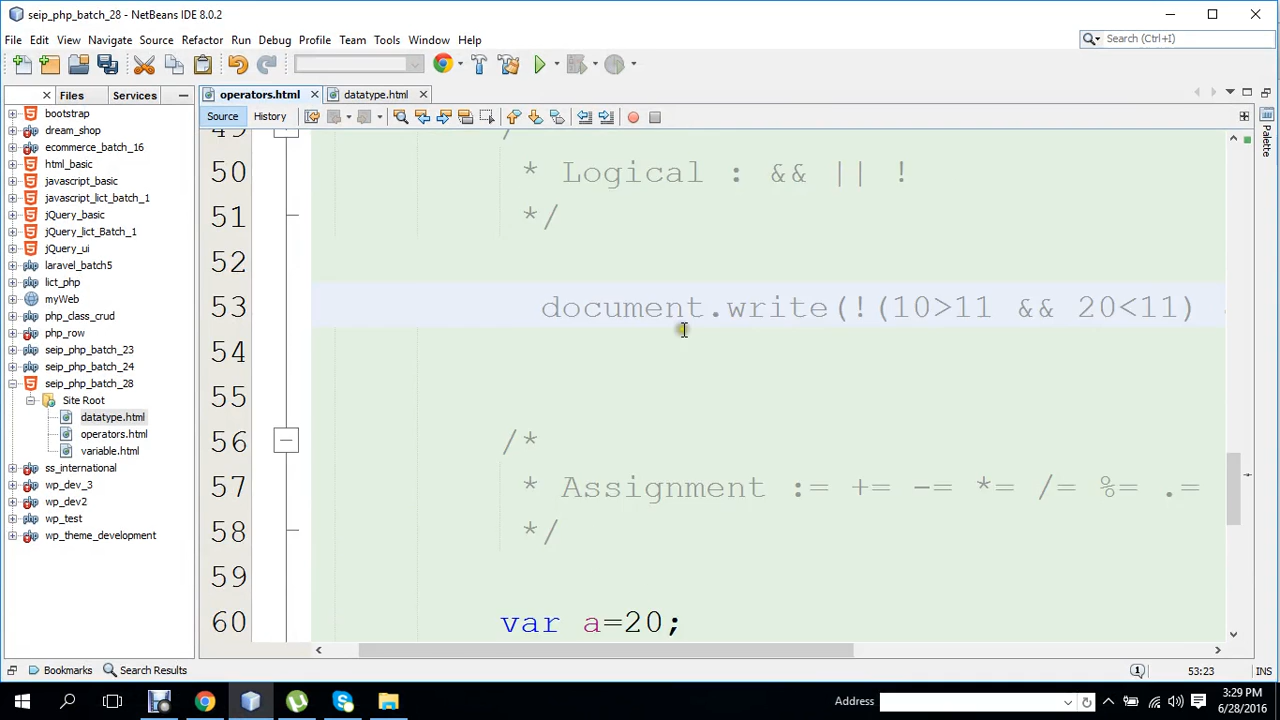 seip_php_batch_28 - NetBeans IDE 8.0.2
File Edit View Navigate Source Refactor Run Debug Profile Team Tools Window Help
Search (Ctrl+I)
Files Services
operators.html datatype.html
Source History
Palette
bootstrap
dream_shop
ecommerce_batch_16
html_basic
javascript_basic
javascript_lict_batch_1
jQuery_basic
jQuery_lict_Batch_1
jQuery_ui
laravel_batch5
lict_php
myWeb
php_class_crud
php_row
seip_php_batch_23
seip_php_batch_24
seip_php_batch_28
Site Root
datatype.html
operators.html
variable.html
ss_international
wp_dev_3
wp_dev2
wp_test
wp_theme_development
49 /
50 * Logical : && || !
51 */
52
53 document.write(!(10>11 && 20<11)
54
55
56 /*
57 * Assignment := += -= *= /= %= .=
58 */
59
60 var a=20;
Bookmarks Search Results
1
53:23 INS
Address
3:29 PM
6/28/2016